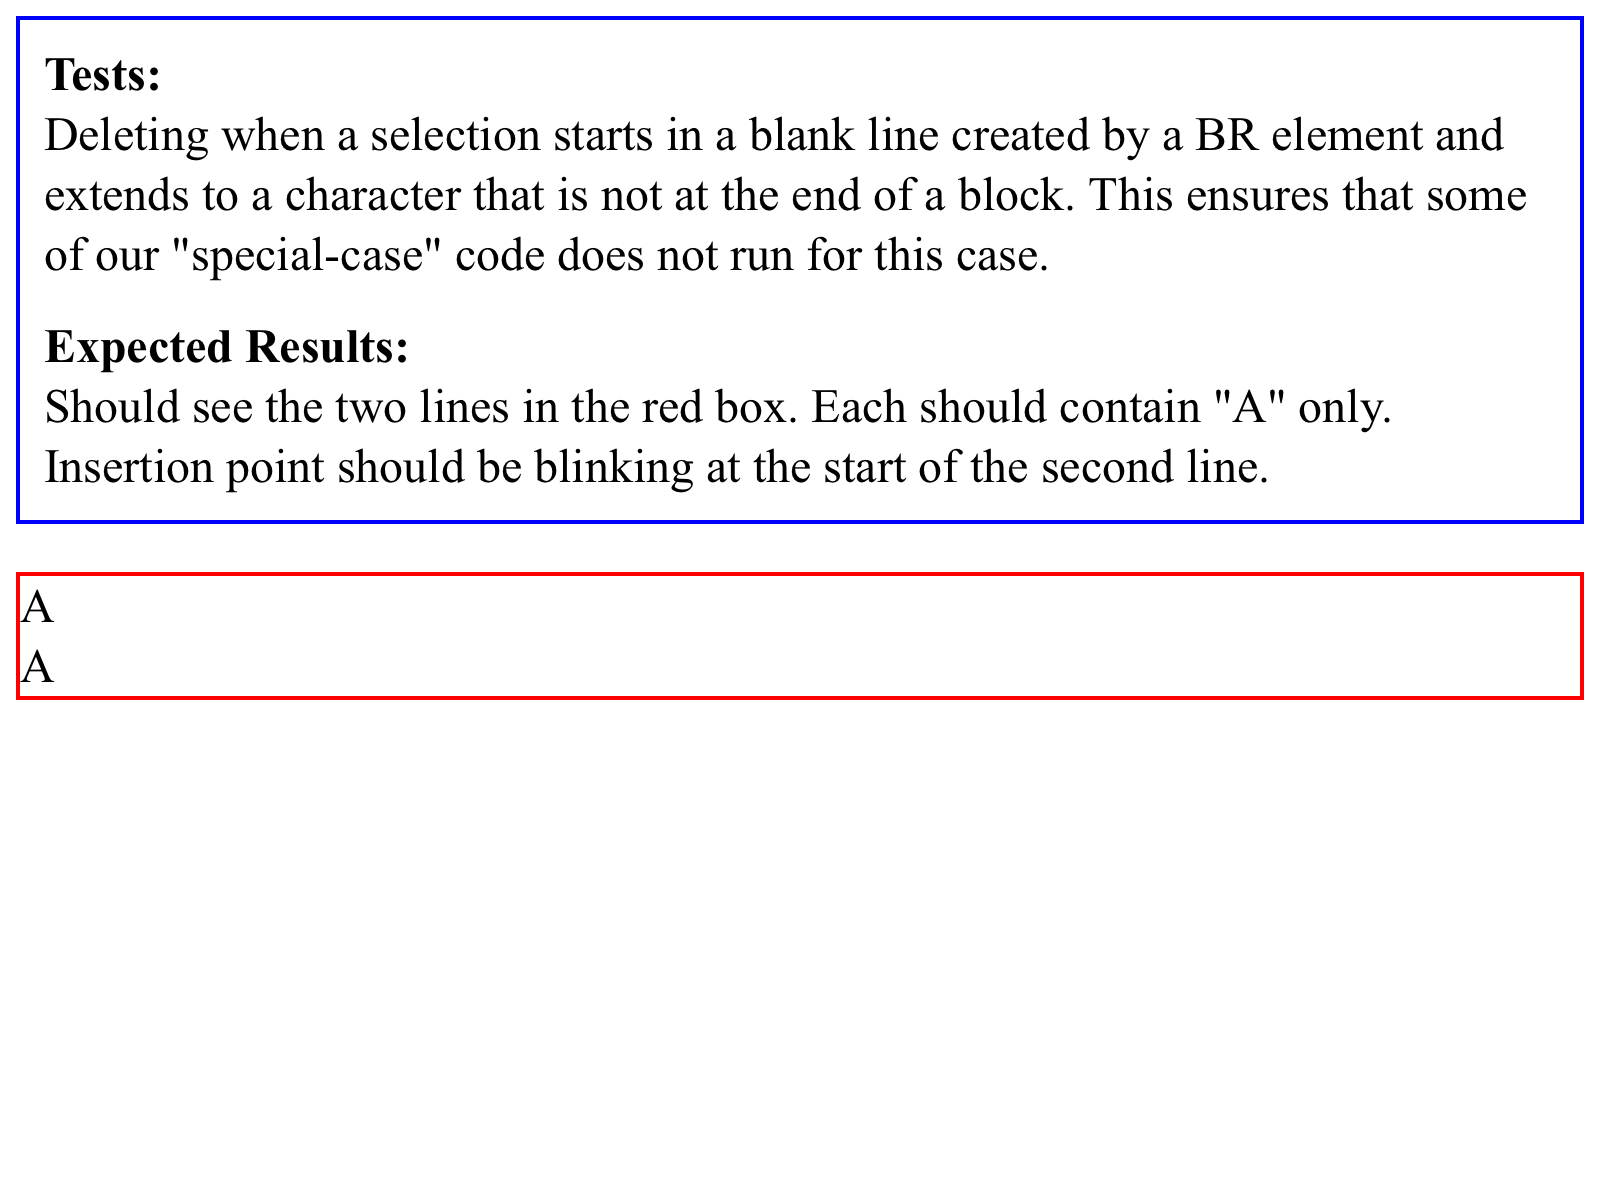 Tests:
Deleting when a selection starts in a blank line created by a BR element and
extends to a character that is not at the end of a block. This ensures that some
of our "special-case" code does not run for this case.
Expected Results:
Should see the two lines in the red box. Each should contain "A" only.
Insertion point should be blinking at the start of the second line.
A
A